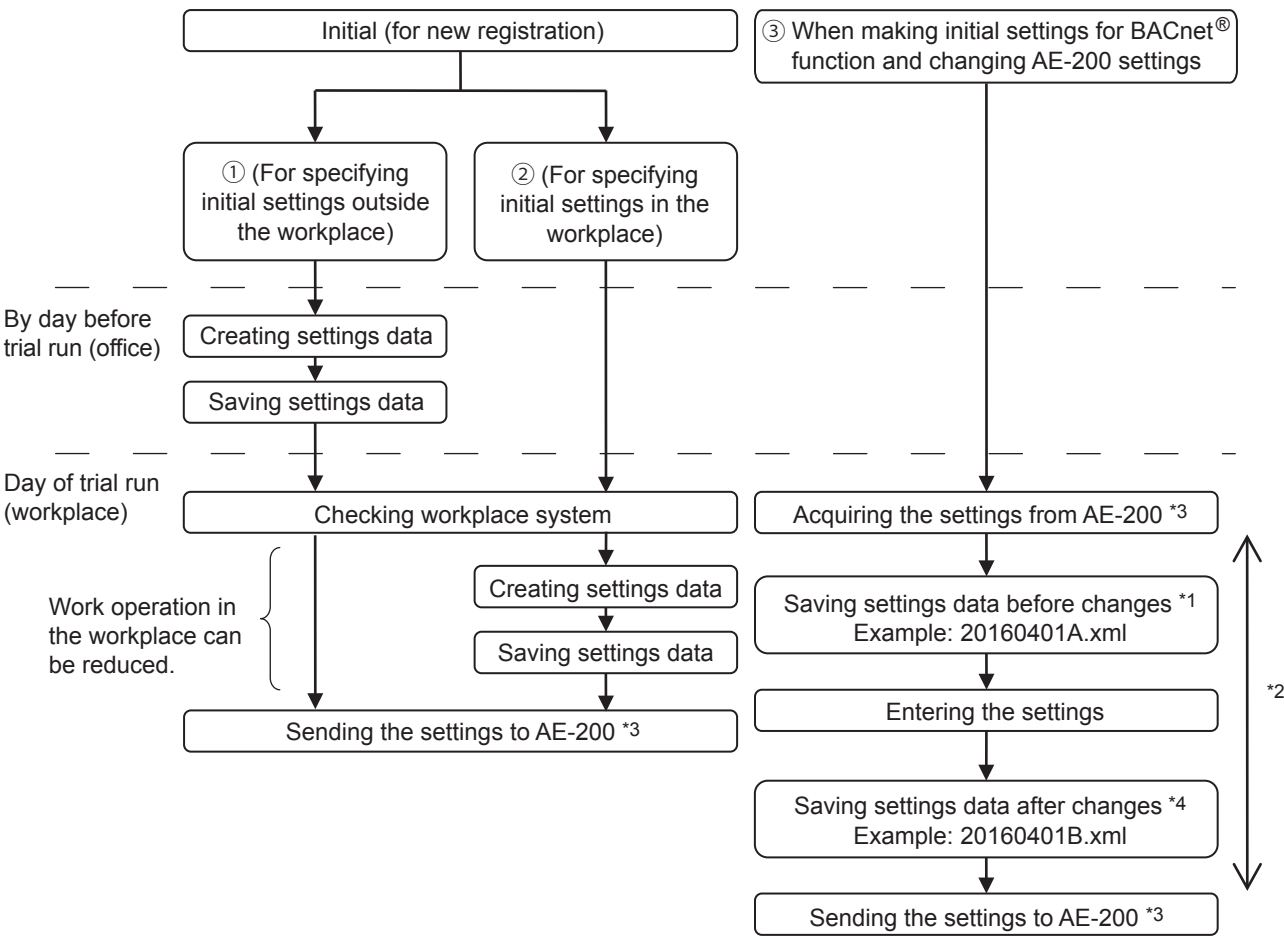 Initial (for new registration)
③ When making initial settings for BACnet®
function and changing AE-200 settings
① (For specifying
initial settings outside
the workplace)
② (For specifying
initial settings in the
workplace)
By day before
trial run (office)
Creating settings data
Saving settings data
Day of trial run
(workplace)
Checking workplace system
Acquiring the settings from AE-200 *3
Work operation in
the workplace can
be reduced.
Creating settings data
Saving settings data
Sending the settings to AE-200 *3
Saving settings data before changes *1
Example: 20160401A.xml
Entering the settings
*2
Saving settings data after changes *4
Example: 20160401B.xml
Sending the settings to AE-200 *3